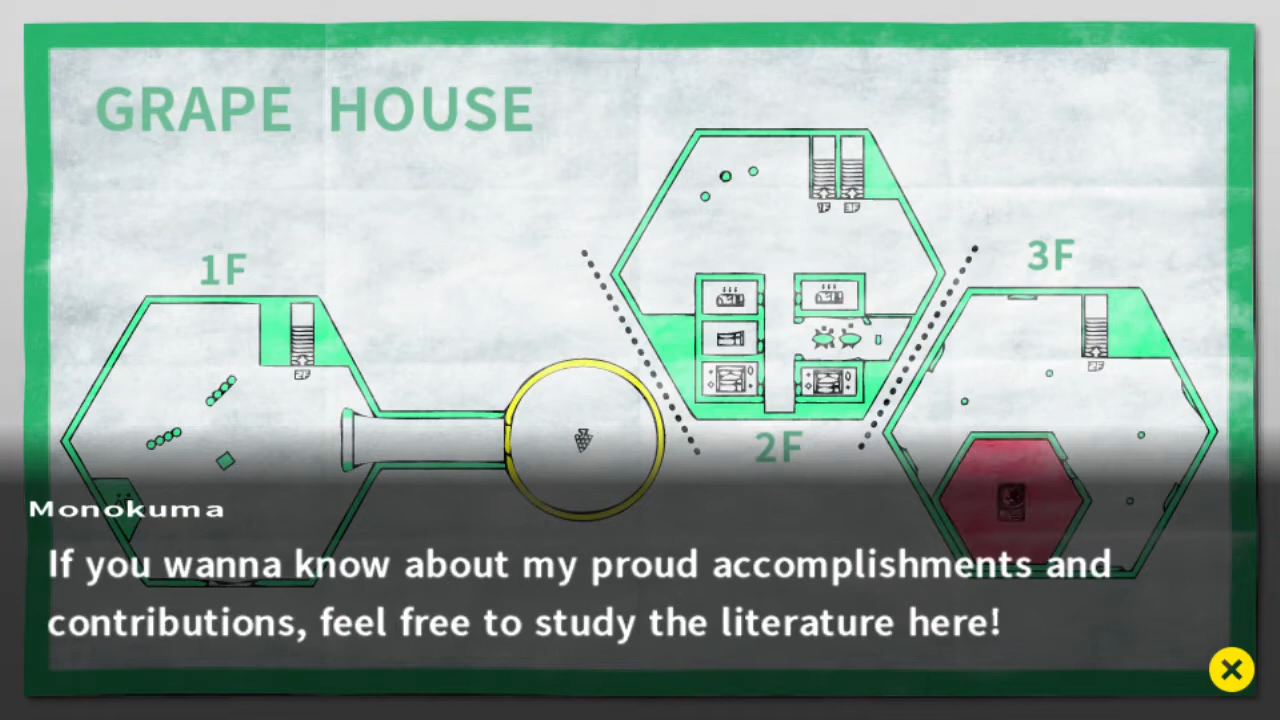 GRAPE HOUSE
1F
3F
1F 3F
2F
2F
2F
Monokuma
If you wanna know about my proud accomplishments and
contributions, feel free to study the literature here!